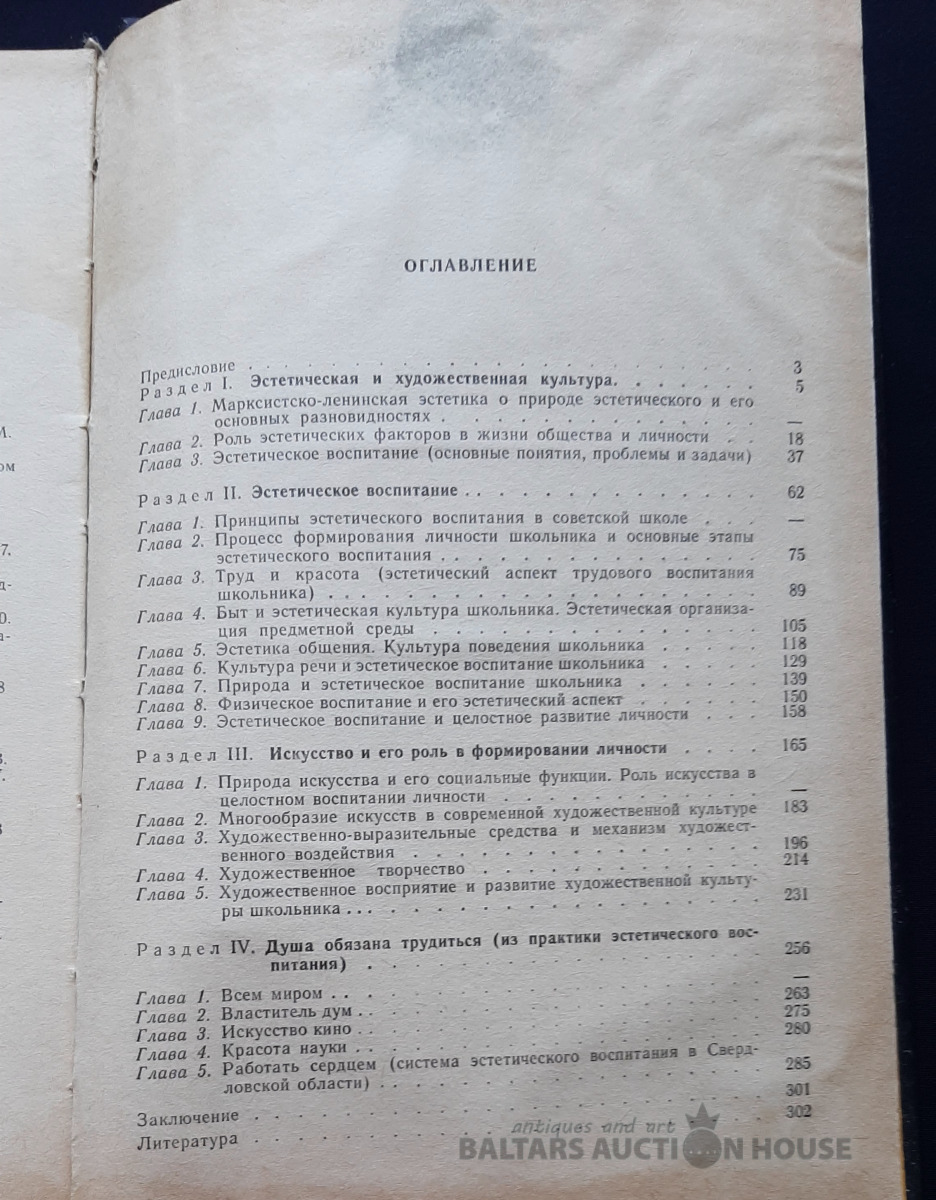 ОГЛАВЛЕНИЕ
Предисловие . . . . . . . . . . . . . . . 3
Раздел I. Эстетическая и художественная культура. . . . . . . 5
Глава 1. Марксистско-ленинская эстетика о природе эстетического и его
основных разновидностях . . . . . . . . . . . . —
Глава 2. Роль эстетических факторов в жизни общества и личности . . 18
Глава 3. Эстетическое воспитание (основные понятия, проблемы и задачи) 37
Раздел II. Эстетическое воспитание . . . . . . . . . . . . 62
Глава 1. Принципы эстетического воспитания в советской школе . . . —
Глава 2. Процесс формирования личности школьника и основные этапы
эстетического воспитания . . . . . . . . . . . . 75
Глава 3. Труд и красота (эстетический аспект трудового воспитания
школьника) . . . . . . . . . . . . . . . 89
Глава 4. Быт и эстетическая культура школьника. Эстетическая организа-
ция предметной среды . . . . . . . . . . . . 105
Глава 5. Эстетика общения. Культура поведения школьника . . . . . 118
Глава 6. Культура речи и эстетическое воспитание школьника . . . . . 129
Глава 7. Природа и эстетическое воспитание школьника . . . . . 139
Глава 8. Физическое воспитание и его эстетический аспект . . . . . . 150
Глава 9. Эстетическое воспитание и целостное развитие личности . . . 158
Раздел III. Искусство и его роль в формировании личности . . . . 165
Глава 1. Природа искусства и его социальные функции. Роль искусства в
целостном воспитании личности . . . . . . . . . . —
Глава 2. Многообразие искусств в современной художественной культуре 183
Глава 3. Художественно-выразительные средства и механизм художест-
венного воздействия . . . . . . . . . . . . . 196
Глава 4. Художественное творчество . . . . . . . . . . . 214
Глава 5. Художественное восприятие и развитие художественной культу-
ры школьника . . . . . . . . . . . . . . . 231
Раздел IV. Душа обязана трудиться (из практики эстетического вос-
питания) . . . . . . . . . . . . . . 256
Глава 1. Всем миром . . . . . . . . . . . . . . . —
Глава 2. Властитель дум . . . . . . . . . . . . . . 263
Глава 3. Искусство кино . . . . . . . . . . . . . . 275
Глава 4. Красота науки . . . . . . . . . . . . . . 280
Глава 5. Работать сердцем (система эстетического воспитания в Сверд-
ловской области) . . . . . . . . . . . . . . 285
Заключение . . . . . . . . . . . . . . . . . 301
Литература . . . . . . . . . . . . . . . . . 302
antiques and art
BALTARS AUCTION HOUSE